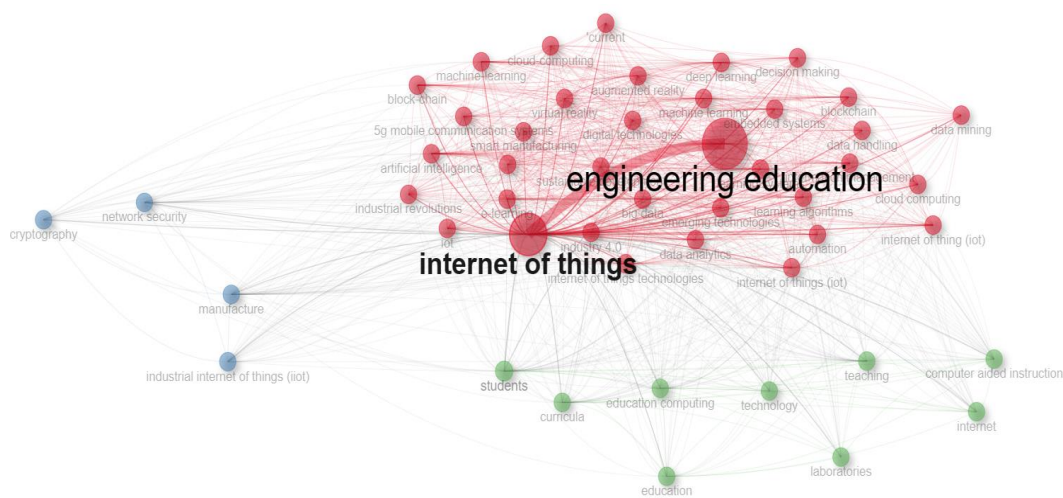 'current
cloud-computing
machine-learning
deep learning
decision making
block-chain
augmented reality
virtual reality
machine learning
blockchain
embedded systems
data mining
5g mobile communication systems
digital technologies
data handling
smart manufacturing
artificial intelligence
engineering education
cloud computing
network security
industrial revolutions
e-learning
big data
learning algorithms
emerging technologies
cryptography
iot
industry 4.0
automation
internet of thing (iot)
data analytics
internet of things
internet of things technologies
internet of things (iot)
manufacture
industrial internet of things (iiot)
students
teaching
computer aided instruction
curricula
education computing
technology
internet
laboratories
education